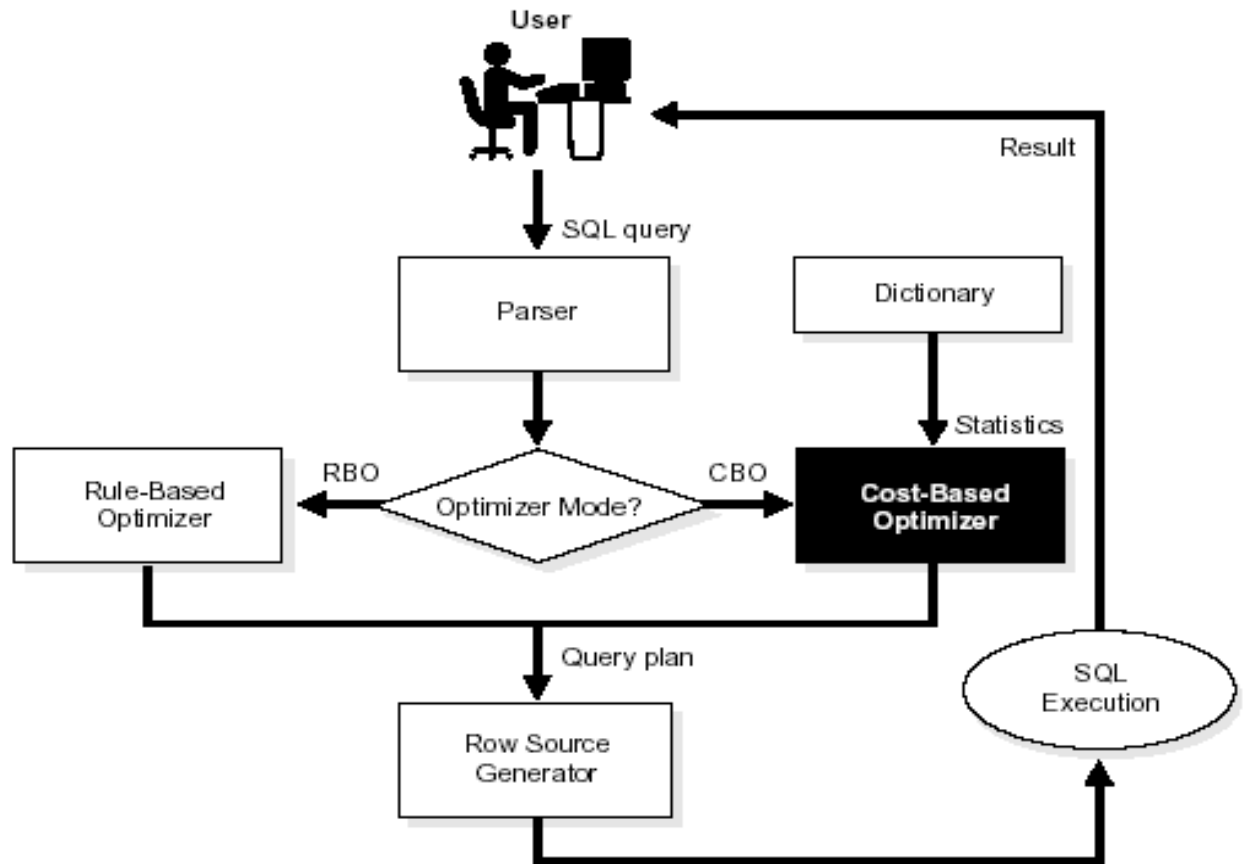 User
Result
SQL query
Parser
Dictionary
Statistics
RBO
CBO
Rule-Based
Optimizer
Optimizer Mode?
Cost-Based
Optimizer
Query plan
SQL
Execution
Row Source
Generator